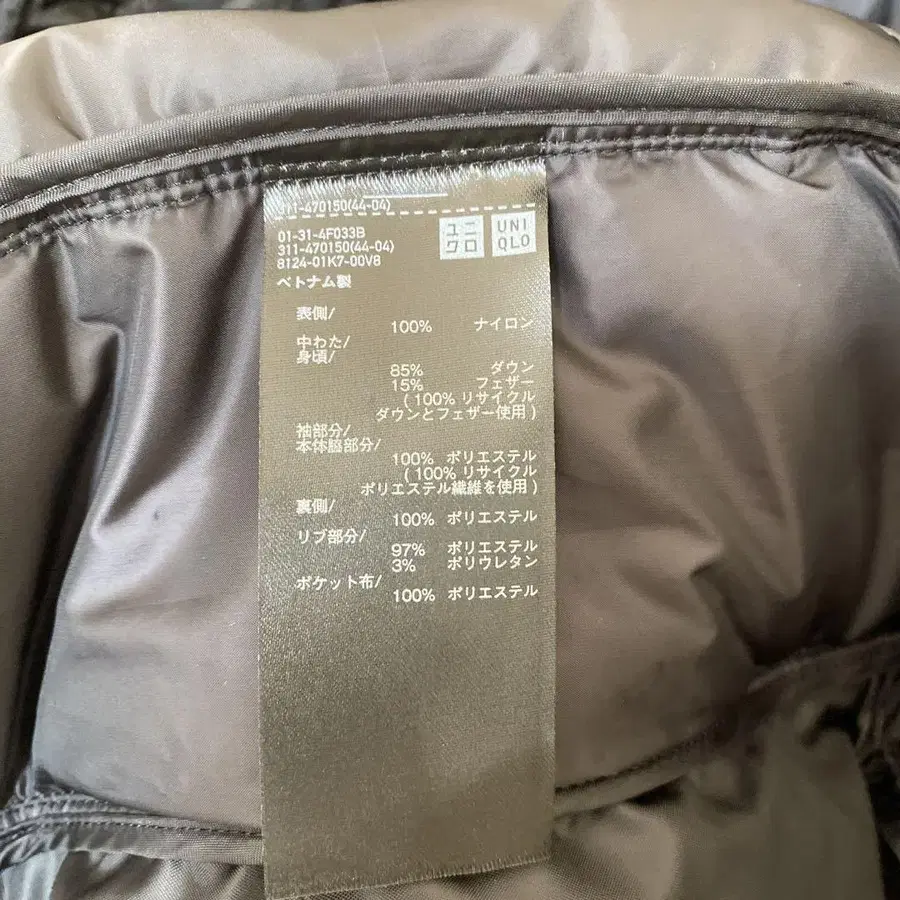 311-470150(44-04)
01-31-4F033B
311-470150(44-04)
8124-01K7-00V8
ユニ
クロ
UNI
QLO
ベトナム製
表側/
100% ナイロン
中わた/
身頃/
85% ダウン
15% フェザー
(100% リサイクル
ダウンとフェザー使用)
袖部分/
本体脇部分/
100% ポリエステル
(100% リサイクル
ポリエステル繊維を使用)
裏側/
100% ポリエステル
リブ部分/
97% ポリエステル
3% ポリウレタン
ポケット布/
100% ポリエステル